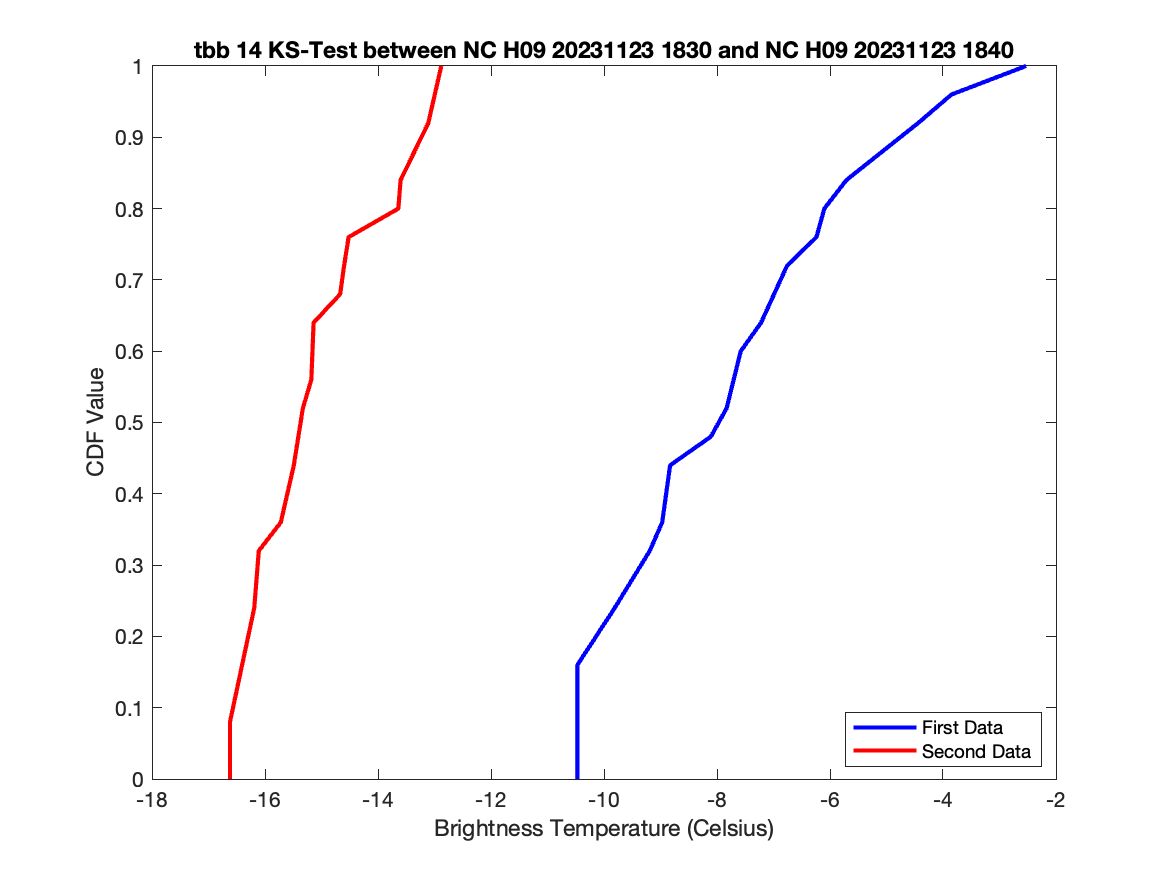 tbb 14 KS-Test between NC H09 20231123 1830 and NC H09 20231123 1840
1
0.9
0.8
0.7
0.6
0.5
0.4
0.3
0.2
0.1
0
CDF Value
First Data
Second Data
-18 -16 -14 -12 -10 -8 -6 -4 -2
Brightness Temperature (Celsius)